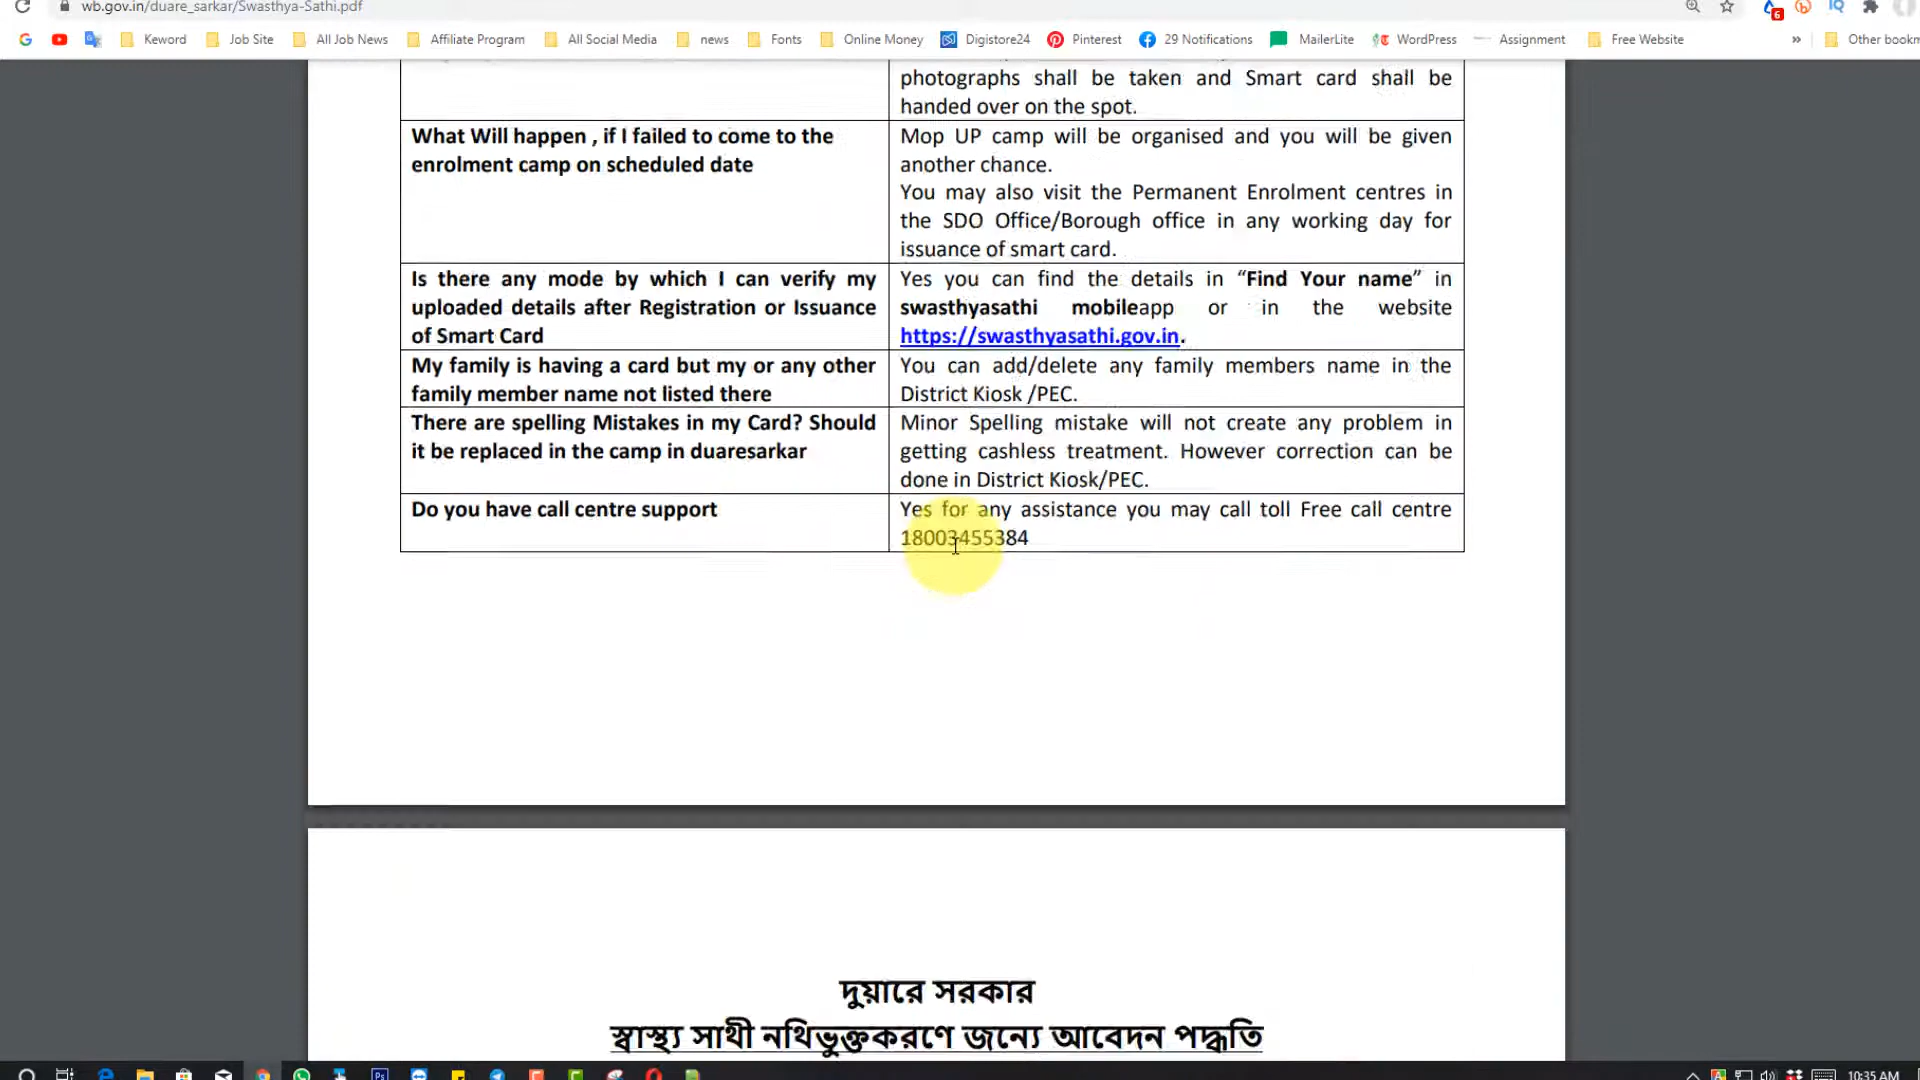 wb.gov.in/duare_sarkar/Swasthya-Sathi.pdf
6
Keword Job Site All Job News Affiliate Program All Social Media news Fonts Online Money Digistore24 Pinterest 29 Notifications MailerLite WordPress Assignment Free Website » Other bookm
photographs shall be taken and Smart card shall be
handed over on the spot.
What Will happen , if I failed to come to the
enrolment camp on scheduled date
Mop UP camp will be organised and you will be given
another chance.
You may also visit the Permanent Enrolment centres in
the SDO Office/Borough office in any working day for
issuance of smart card.
Is there any mode by which I can verify my
uploaded details after Registration or Issuance
of Smart Card
Yes you can find the details in “Find Your name” in
swasthyasathi mobileapp or in the website
https://swasthyasathi.gov.in.
My family is having a card but my or any other
family member name not listed there
You can add/delete any family members name in the
District Kiosk /PEC.
There are spelling Mistakes in my Card? Should
it be replaced in the camp in duaresarkar
Minor Spelling mistake will not create any problem in
getting cashless treatment. However correction can be
done in District Kiosk/PEC.
Do you have call centre support
Yes for any assistance you may call toll Free call centre
18003455384
দুয়ারে সরকার
স্বাস্থ্য সাথী নথিভুক্তকরণে জন্যে আবেদন পদ্ধতি
10:35 AM